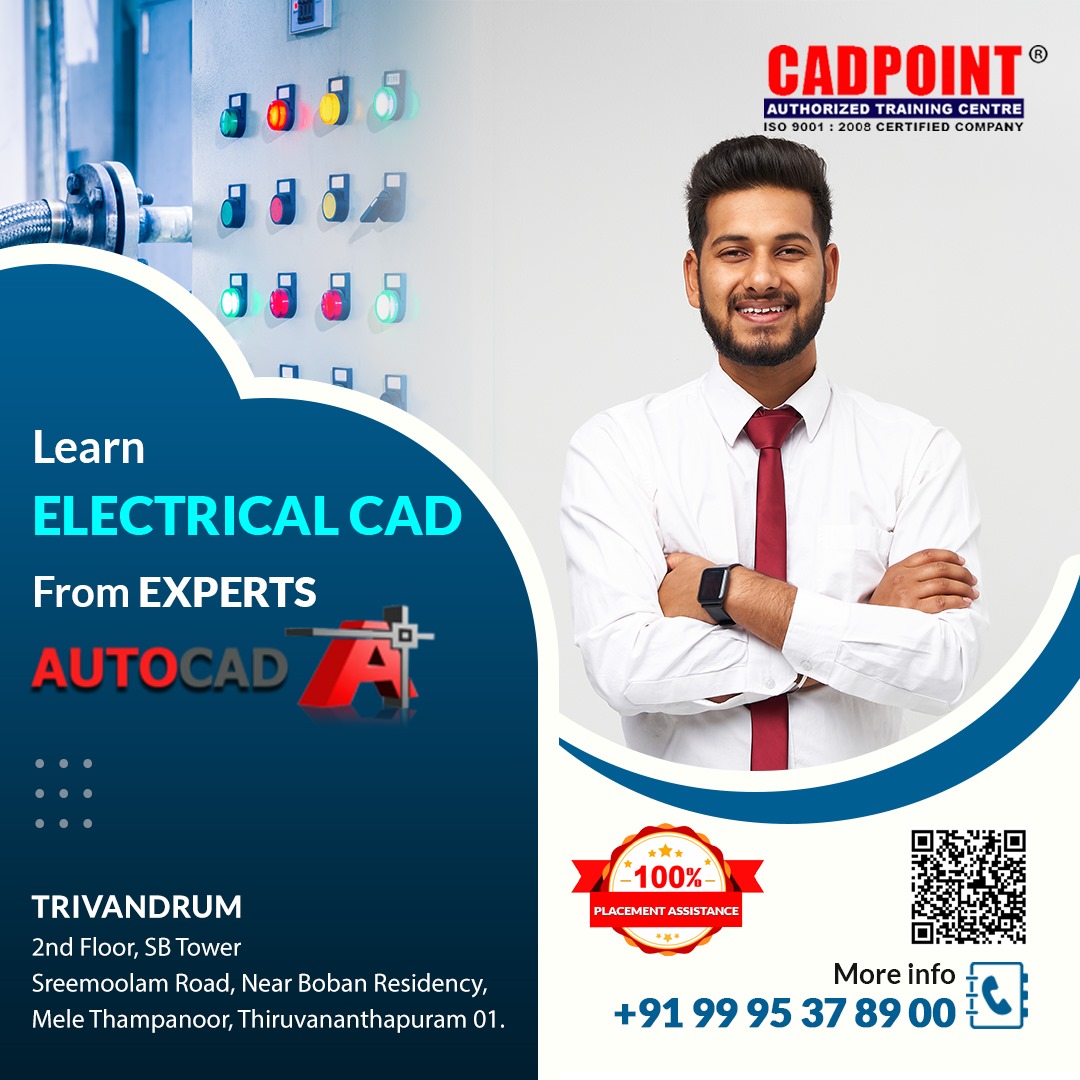 CADPOINT®
AUTHORIZED TRAINING CENTRE
ISO 9001 : 2008 CERTIFIED COMPANY
Learn
ELECTRICAL CAD
From EXPERTS
AUTOCAD
A
TRIVANDRUM
2nd Floor, SB Tower
Sreemoolam Road, Near Boban Residency,
Mele Thampanoor, Thiruvananthapuram 01.
100%
PLACEMENT ASSISTANCE
More info
+91 99 95 37 89 00